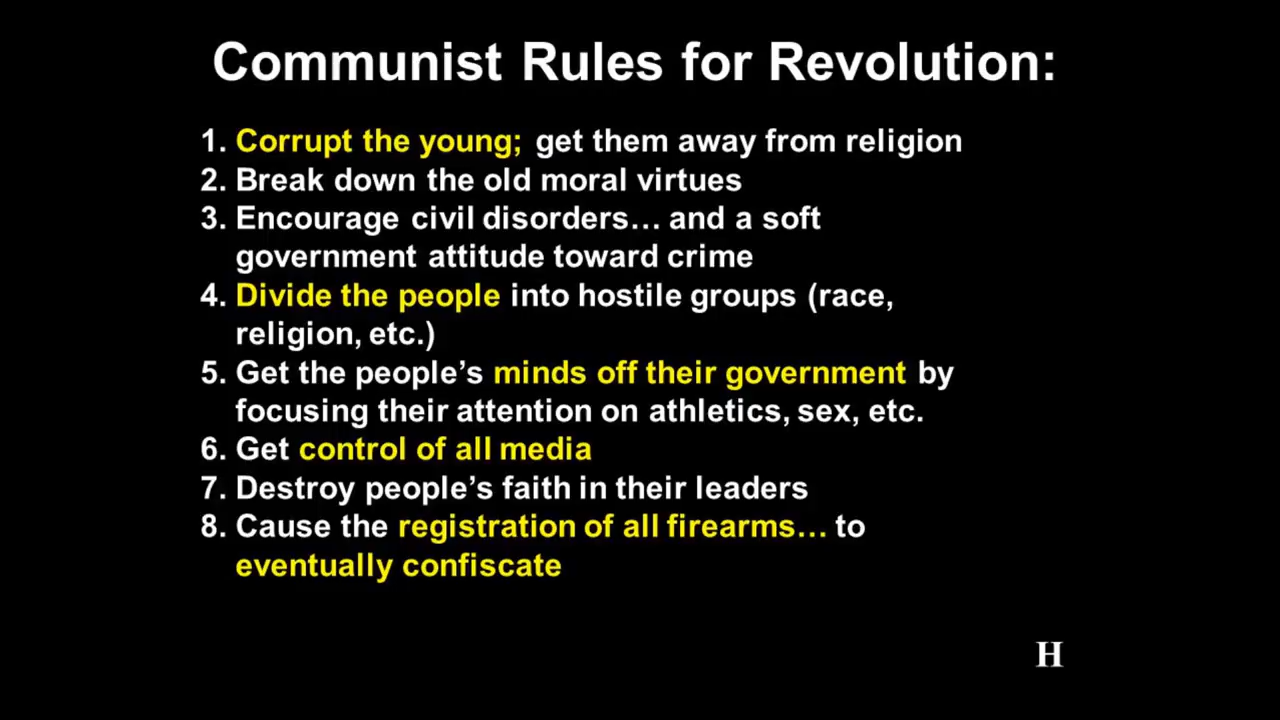 Communist Rules for Revolution:
1. Corrupt the young; get them away from religion
2. Break down the old moral virtues
3. Encourage civil disorders… and a soft
government attitude toward crime
4. Divide the people into hostile groups (race,
religion, etc.)
5. Get the people’s minds off their government by
focusing their attention on athletics, sex, etc.
6. Get control of all media
7. Destroy people’s faith in their leaders
8. Cause the registration of all firearms… to
eventually confiscate
H